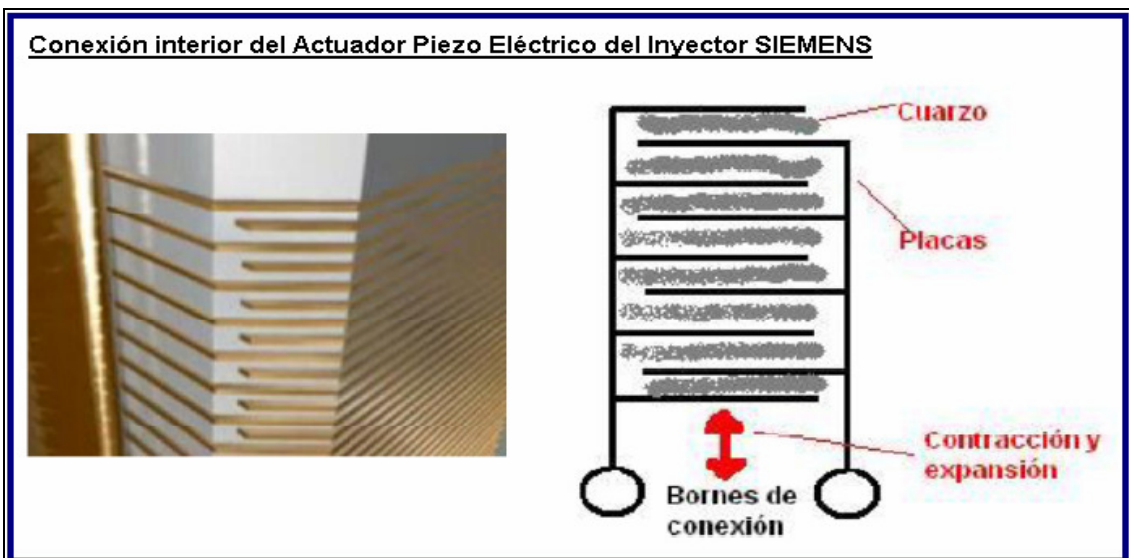 Conexión interior del Actuador Piezo Eléctrico del Inyector SIEMENS
Cuarzo
Placas
Contracción y
expansión
Bornes de
conexión